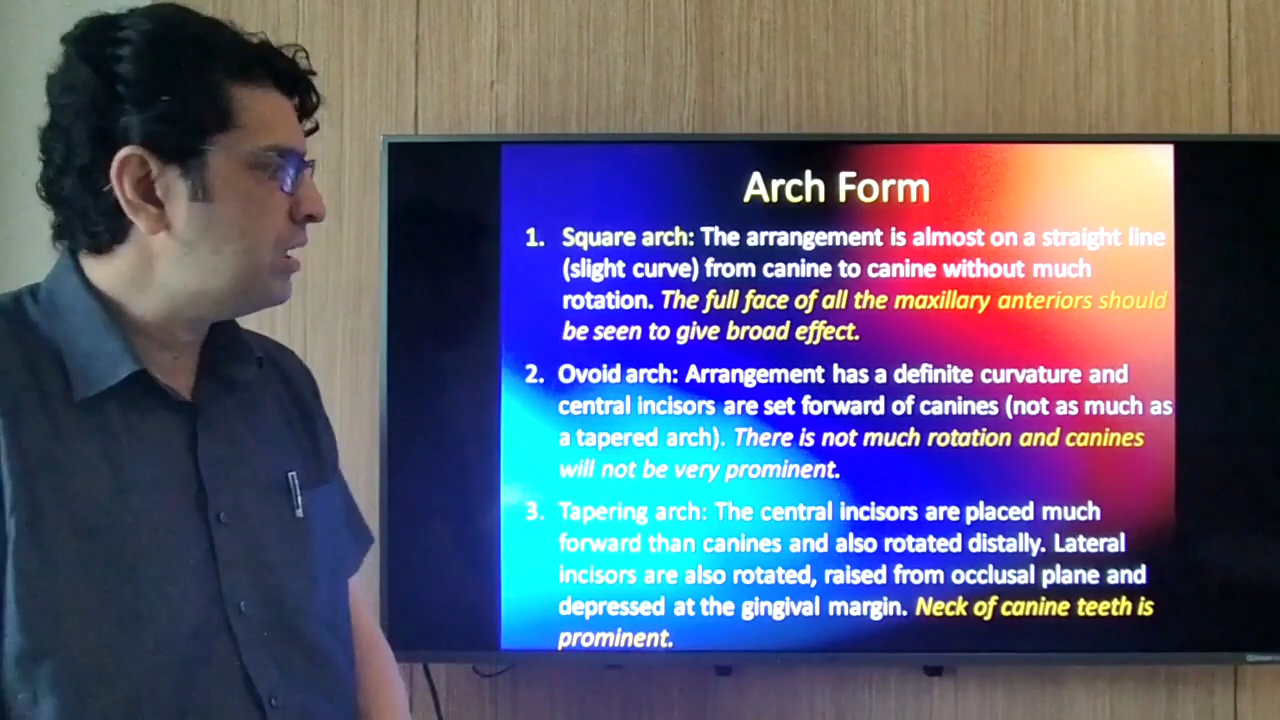 Arch Form
1. Square arch: The arrangement is almost on a straight line
(slight curve) from canine to canine without much
rotation. The full face of all the maxillary anteriors should
be seen to give broad effect.
2. Ovoid arch: Arrangement has a definite curvature and
central incisors are set forward of canines (not as much as
a tapered arch). There is not much rotation and canines
will not be very prominent.
3. Tapering arch: The central incisors are placed much
forward than canines and also rotated distally. Lateral
incisors are also rotated, raised from occlusal plane and
depressed at the gingival margin. Neck of canine teeth is
prominent.